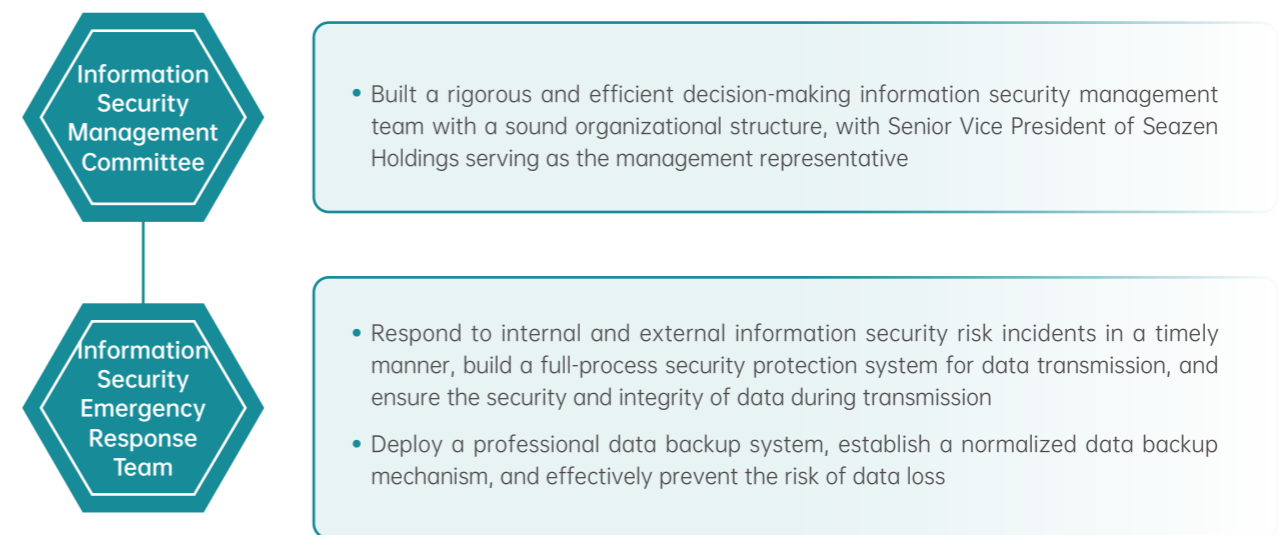 Information
Security
Management
Committee
• Built a rigorous and efficient decision-making information security management
team with a sound organizational structure, with Senior Vice President of Seazen
Holdings serving as the management representative
Information
Security
Emergency
Response
Team
• Respond to internal and external information security risk incidents in a timely
manner, build a full-process security protection system for data transmission, and
ensure the security and integrity of data during transmission
• Deploy a professional data backup system, establish a normalized data backup
mechanism, and effectively prevent the risk of data loss